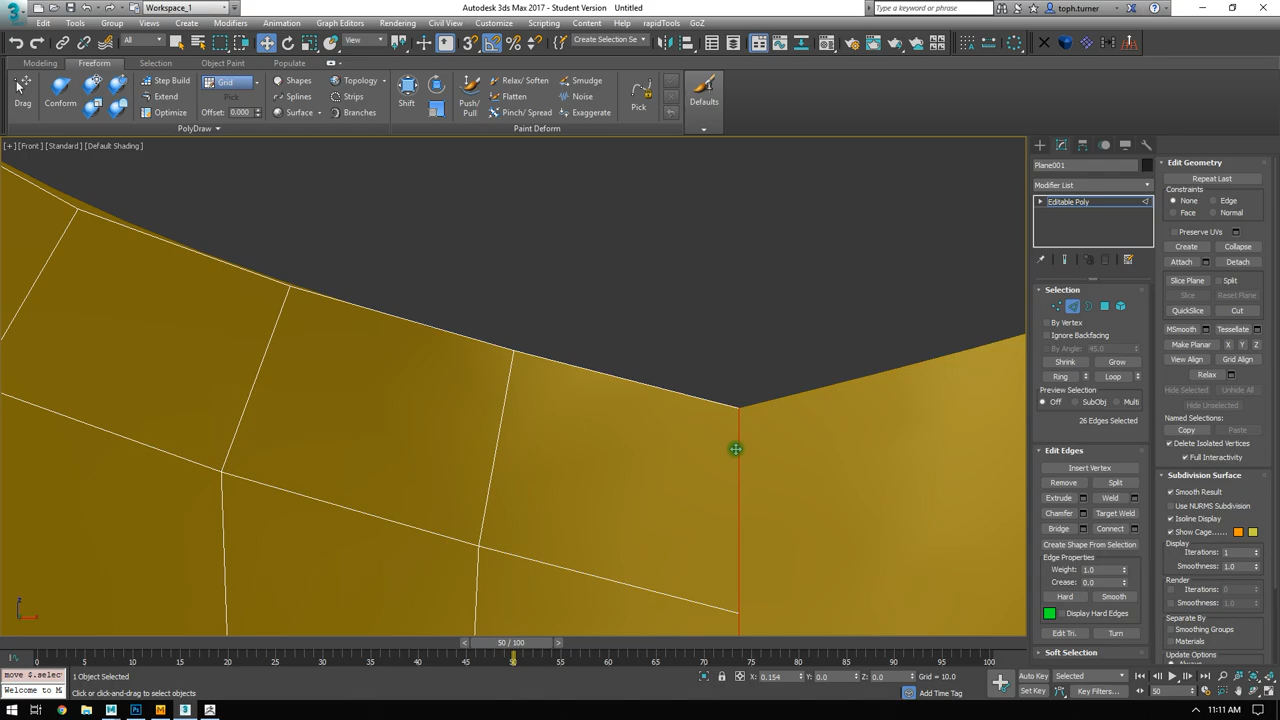 Workspace_1
Autodesk 3ds Max 2017 - Student Version Untitled
Type a keyword or phrase
toph.turner
Edit Tools Group Views Create Modifiers Animation Graph Editors Rendering Civil View Customize Scripting Content rapidTools GoZ
All
View
Create Selection Se
Modeling Freeform Selection Object Paint Populate
Drag
Conform
Step Build
Extend
Optimize
Grid
Pick
Offset: 0.000
Shapes
Splines
Surface
Topology
Strips
Branches
PolyDraw
Shift
Push/
Pull
Relax/ Soften
Flatten
Pinch/ Spread
Smudge
Noise
Exaggerate
Paint Deform
Pick
Defaults
[+] [Front] [Standard] [Default Shading]
Plane001
Modifier List
Editable Poly
Selection
By Vertex
Ignore Backfacing
By Angle: 45.0
Shrink Grow
Ring Loop
Preview Selection
Off SubObj Multi
26 Edges Selected
Edit Edges
Insert Vertex
Remove Split
Extrude Weld
Chamfer Target Weld
Bridge Connect
Create Shape From Selection
Edge Properties
Weight: 1.0
Crease: 0.0
Hard Smooth
Display Hard Edges
Edit Tri. Turn
Soft Selection
Edit Geometry
Repeat Last
Constraints
None Edge
Face Normal
Preserve UVs
Create Collapse
Attach Detach
Slice Plane Split
Slice Reset Plane
QuickSlice Cut
MSmooth Tessellate
Make Planar X Y Z
View Align Grid Align
Relax
Hide Selected Unhide All
Hide Unselected
Named Selections:
Copy Paste
Delete Isolated Vertices
Full Interactivity
Subdivision Surface
Smooth Result
Use NURMS Subdivision
Isoline Display
Show Cage......
Display
Iterations: 1
Smoothness: 1.0
Render
Iterations: 0
Smoothness: 1.0
Separate By
Smoothing Groups
Materials
Update Options
z
< 50 / 100 >
0 5 10 15 20 25 30 35 40 45 50 55 60 65 70 75 80 85 90 95 100
move $.selec
Welcome to M
1 Object Selected
Click or click-and-drag to select objects
X: 0.154 Y: 0.0 Z: 0.0 Grid = 10.0
Add Time Tag
Auto Key Selected
Set Key Key Filters...
50
11:11 AM